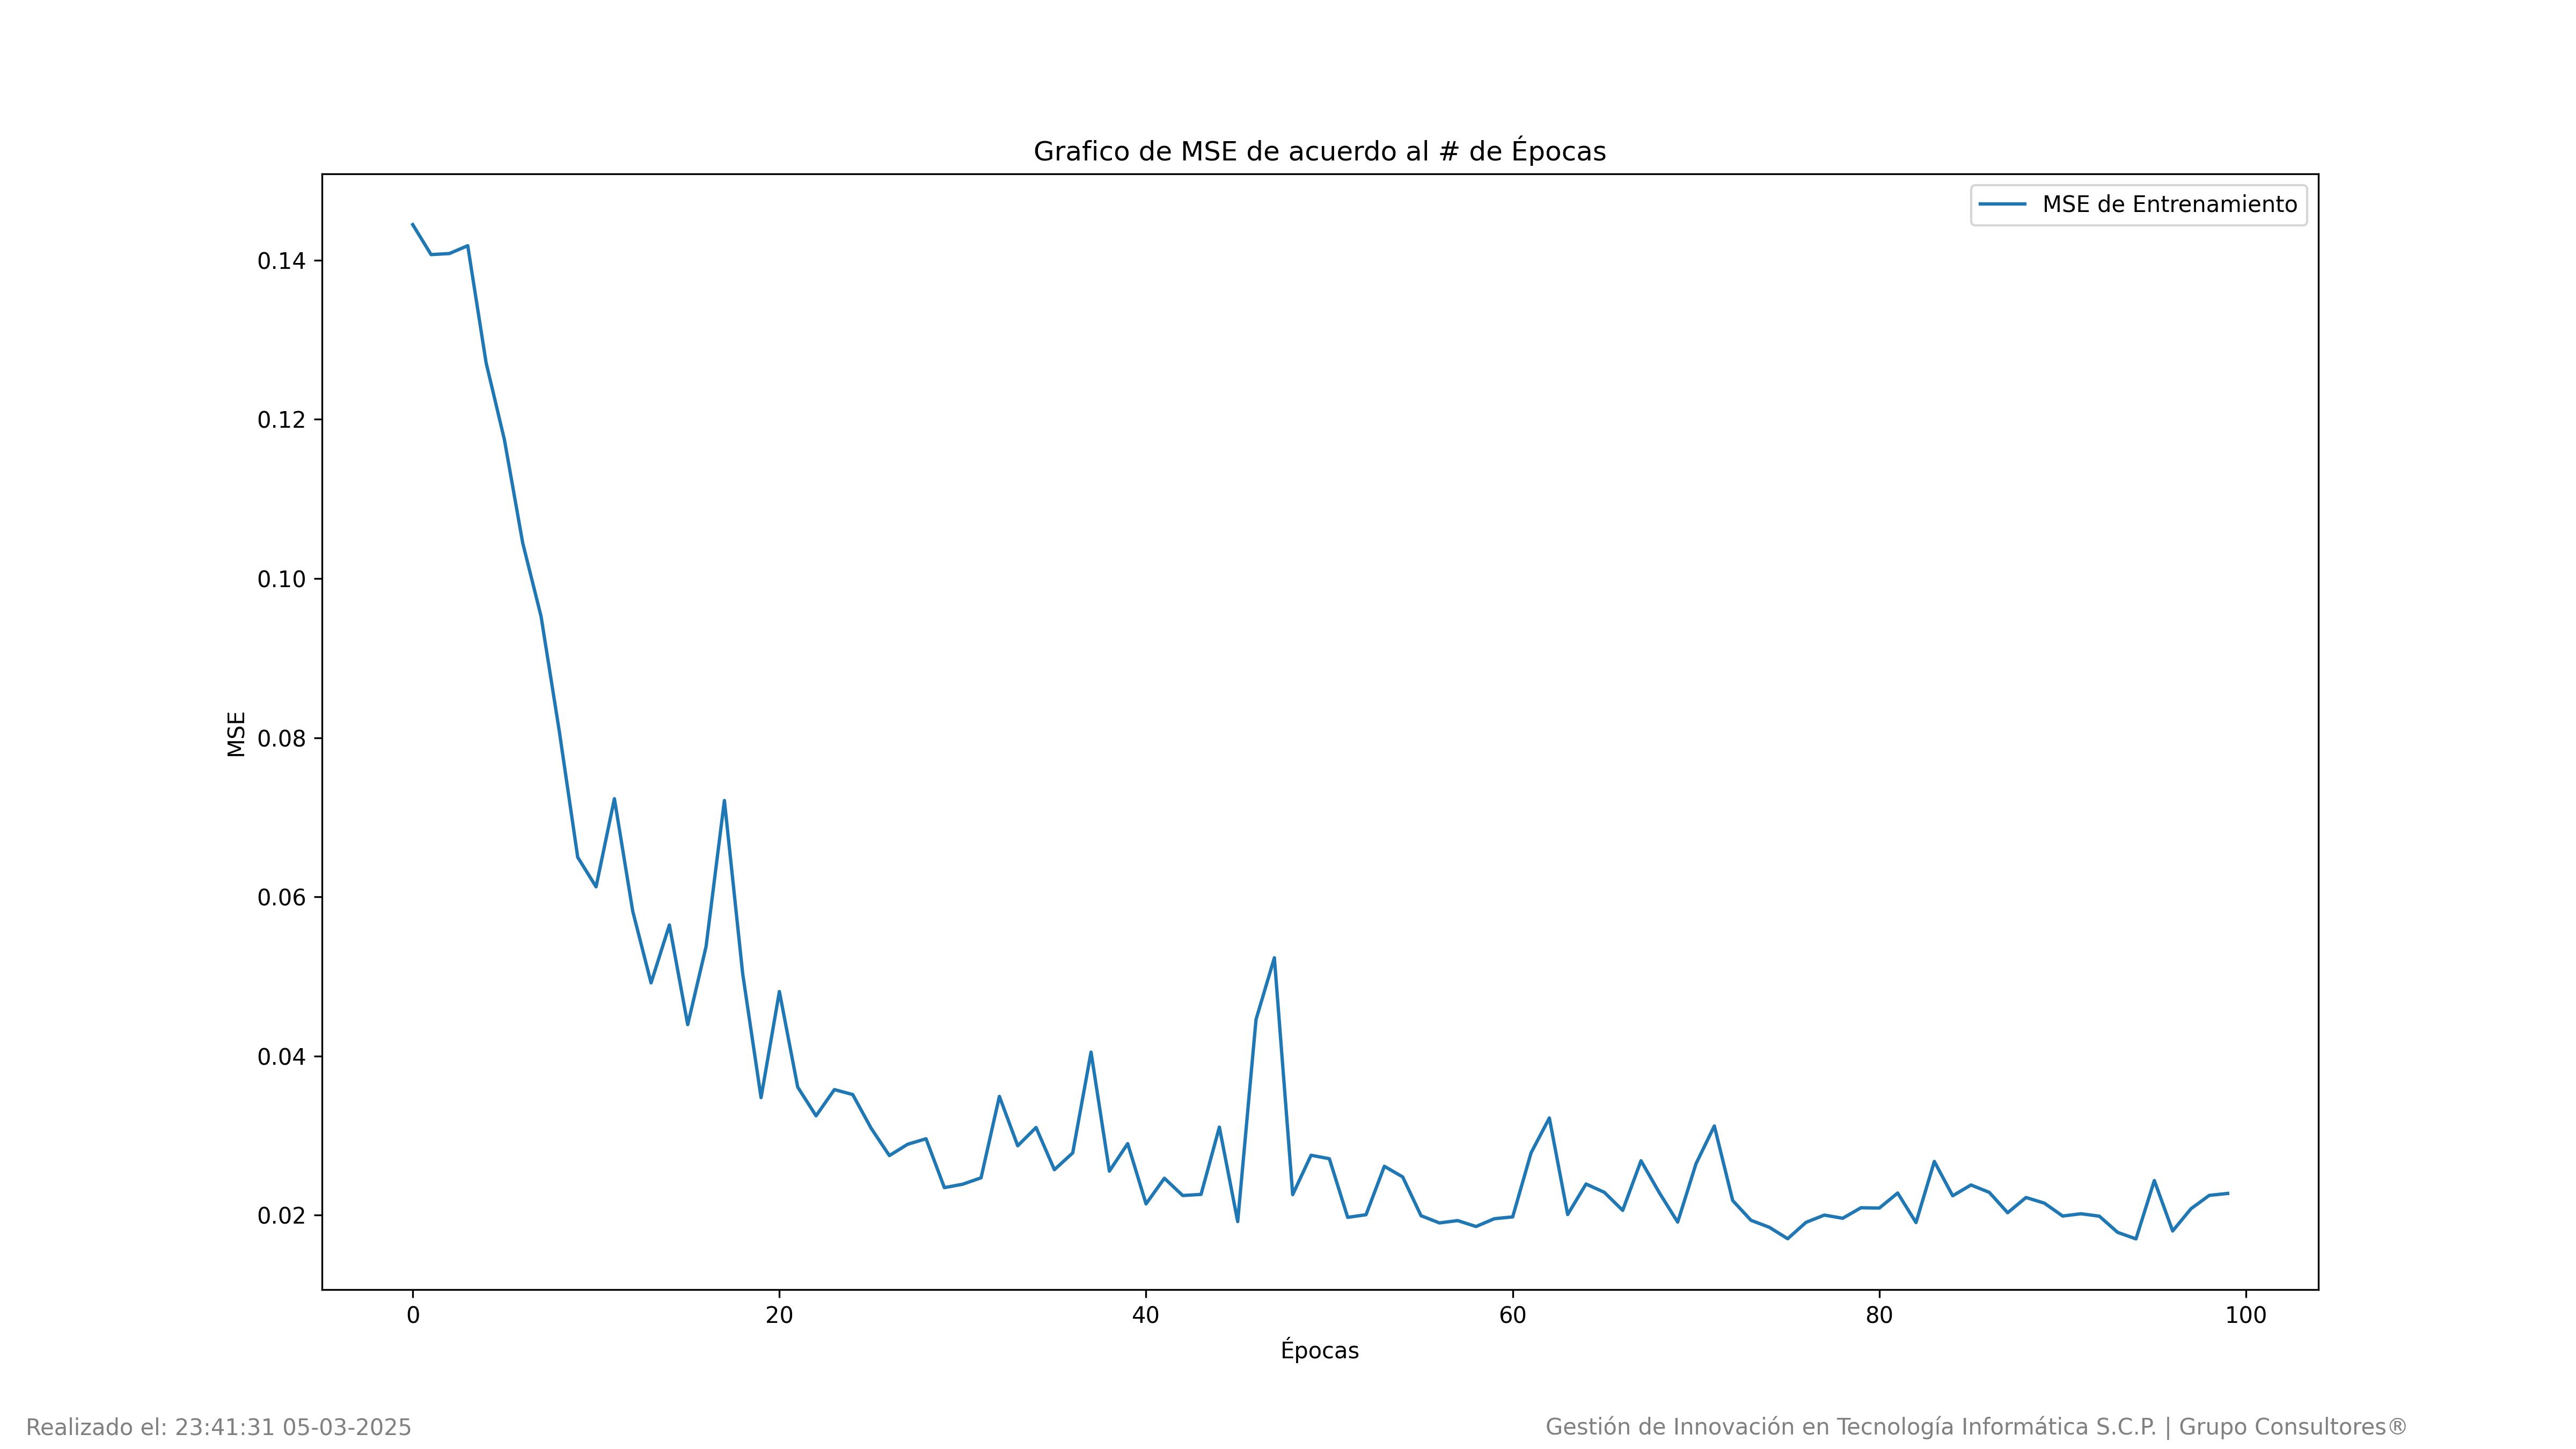 Grafico de MSE de acuerdo al # de Épocas
MSE de Entrenamiento
0.14
0.12
0.10
0.08
0.06
0.04
0.02
MSE
0 20 40 60 80 100
Épocas
Realizado el: 23:41:31 05-03-2025
Gestión de Innovación en Tecnología Informática S.C.P. | Grupo Consultores®